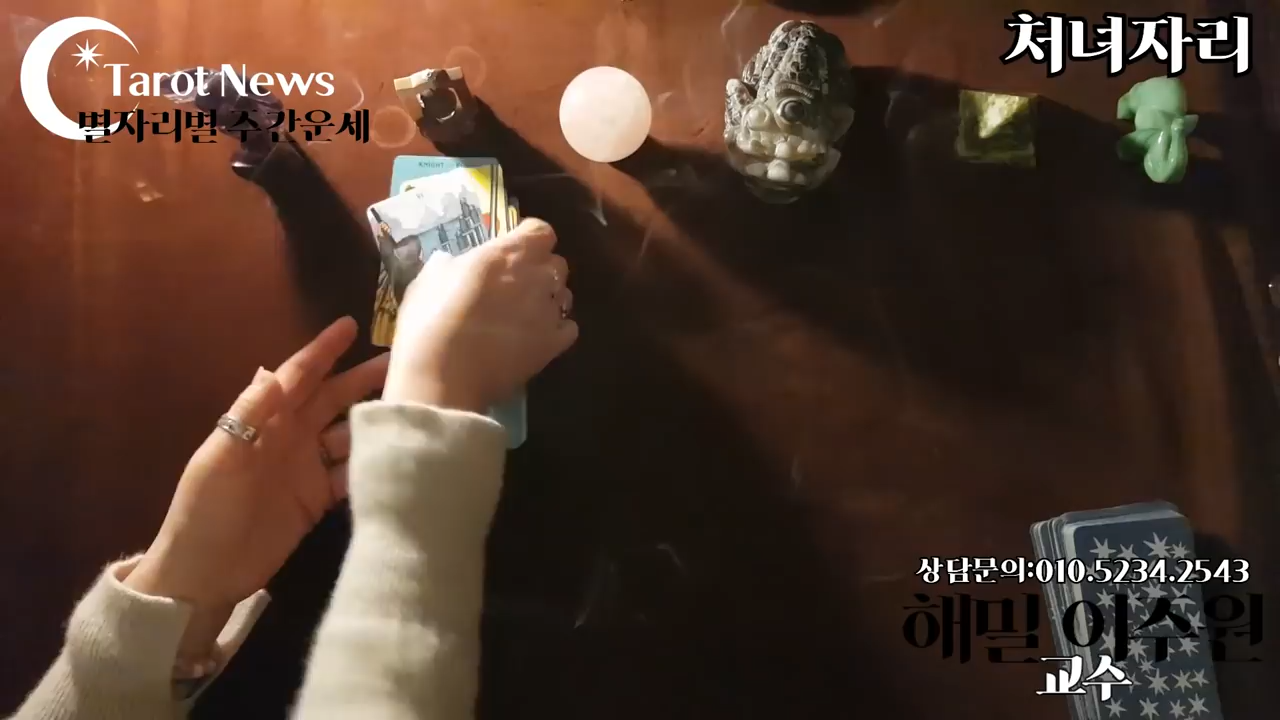 Tarot News
별자리별 주간운세
처녀자리
KNIGHT
상담문의:010.5234.2543
해밀 이수원
교수